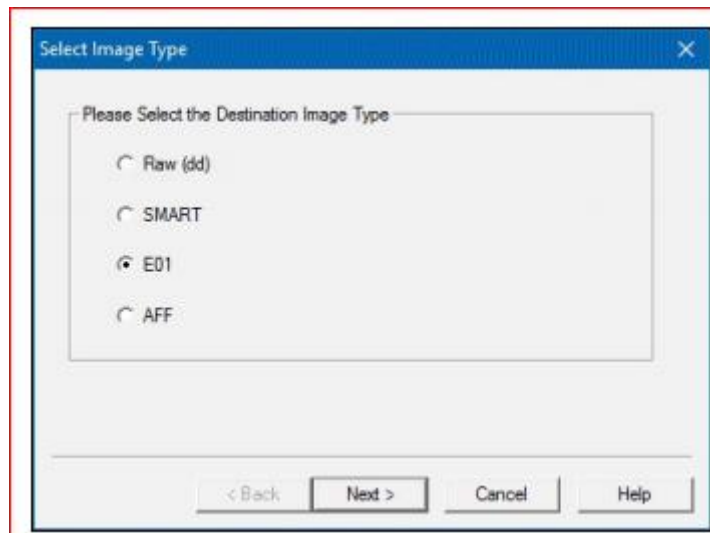 Select Image Type
Please Select the Destination Image Type
Raw (dd)
SMART
E01
AFF
< Back Next > Cancel Help